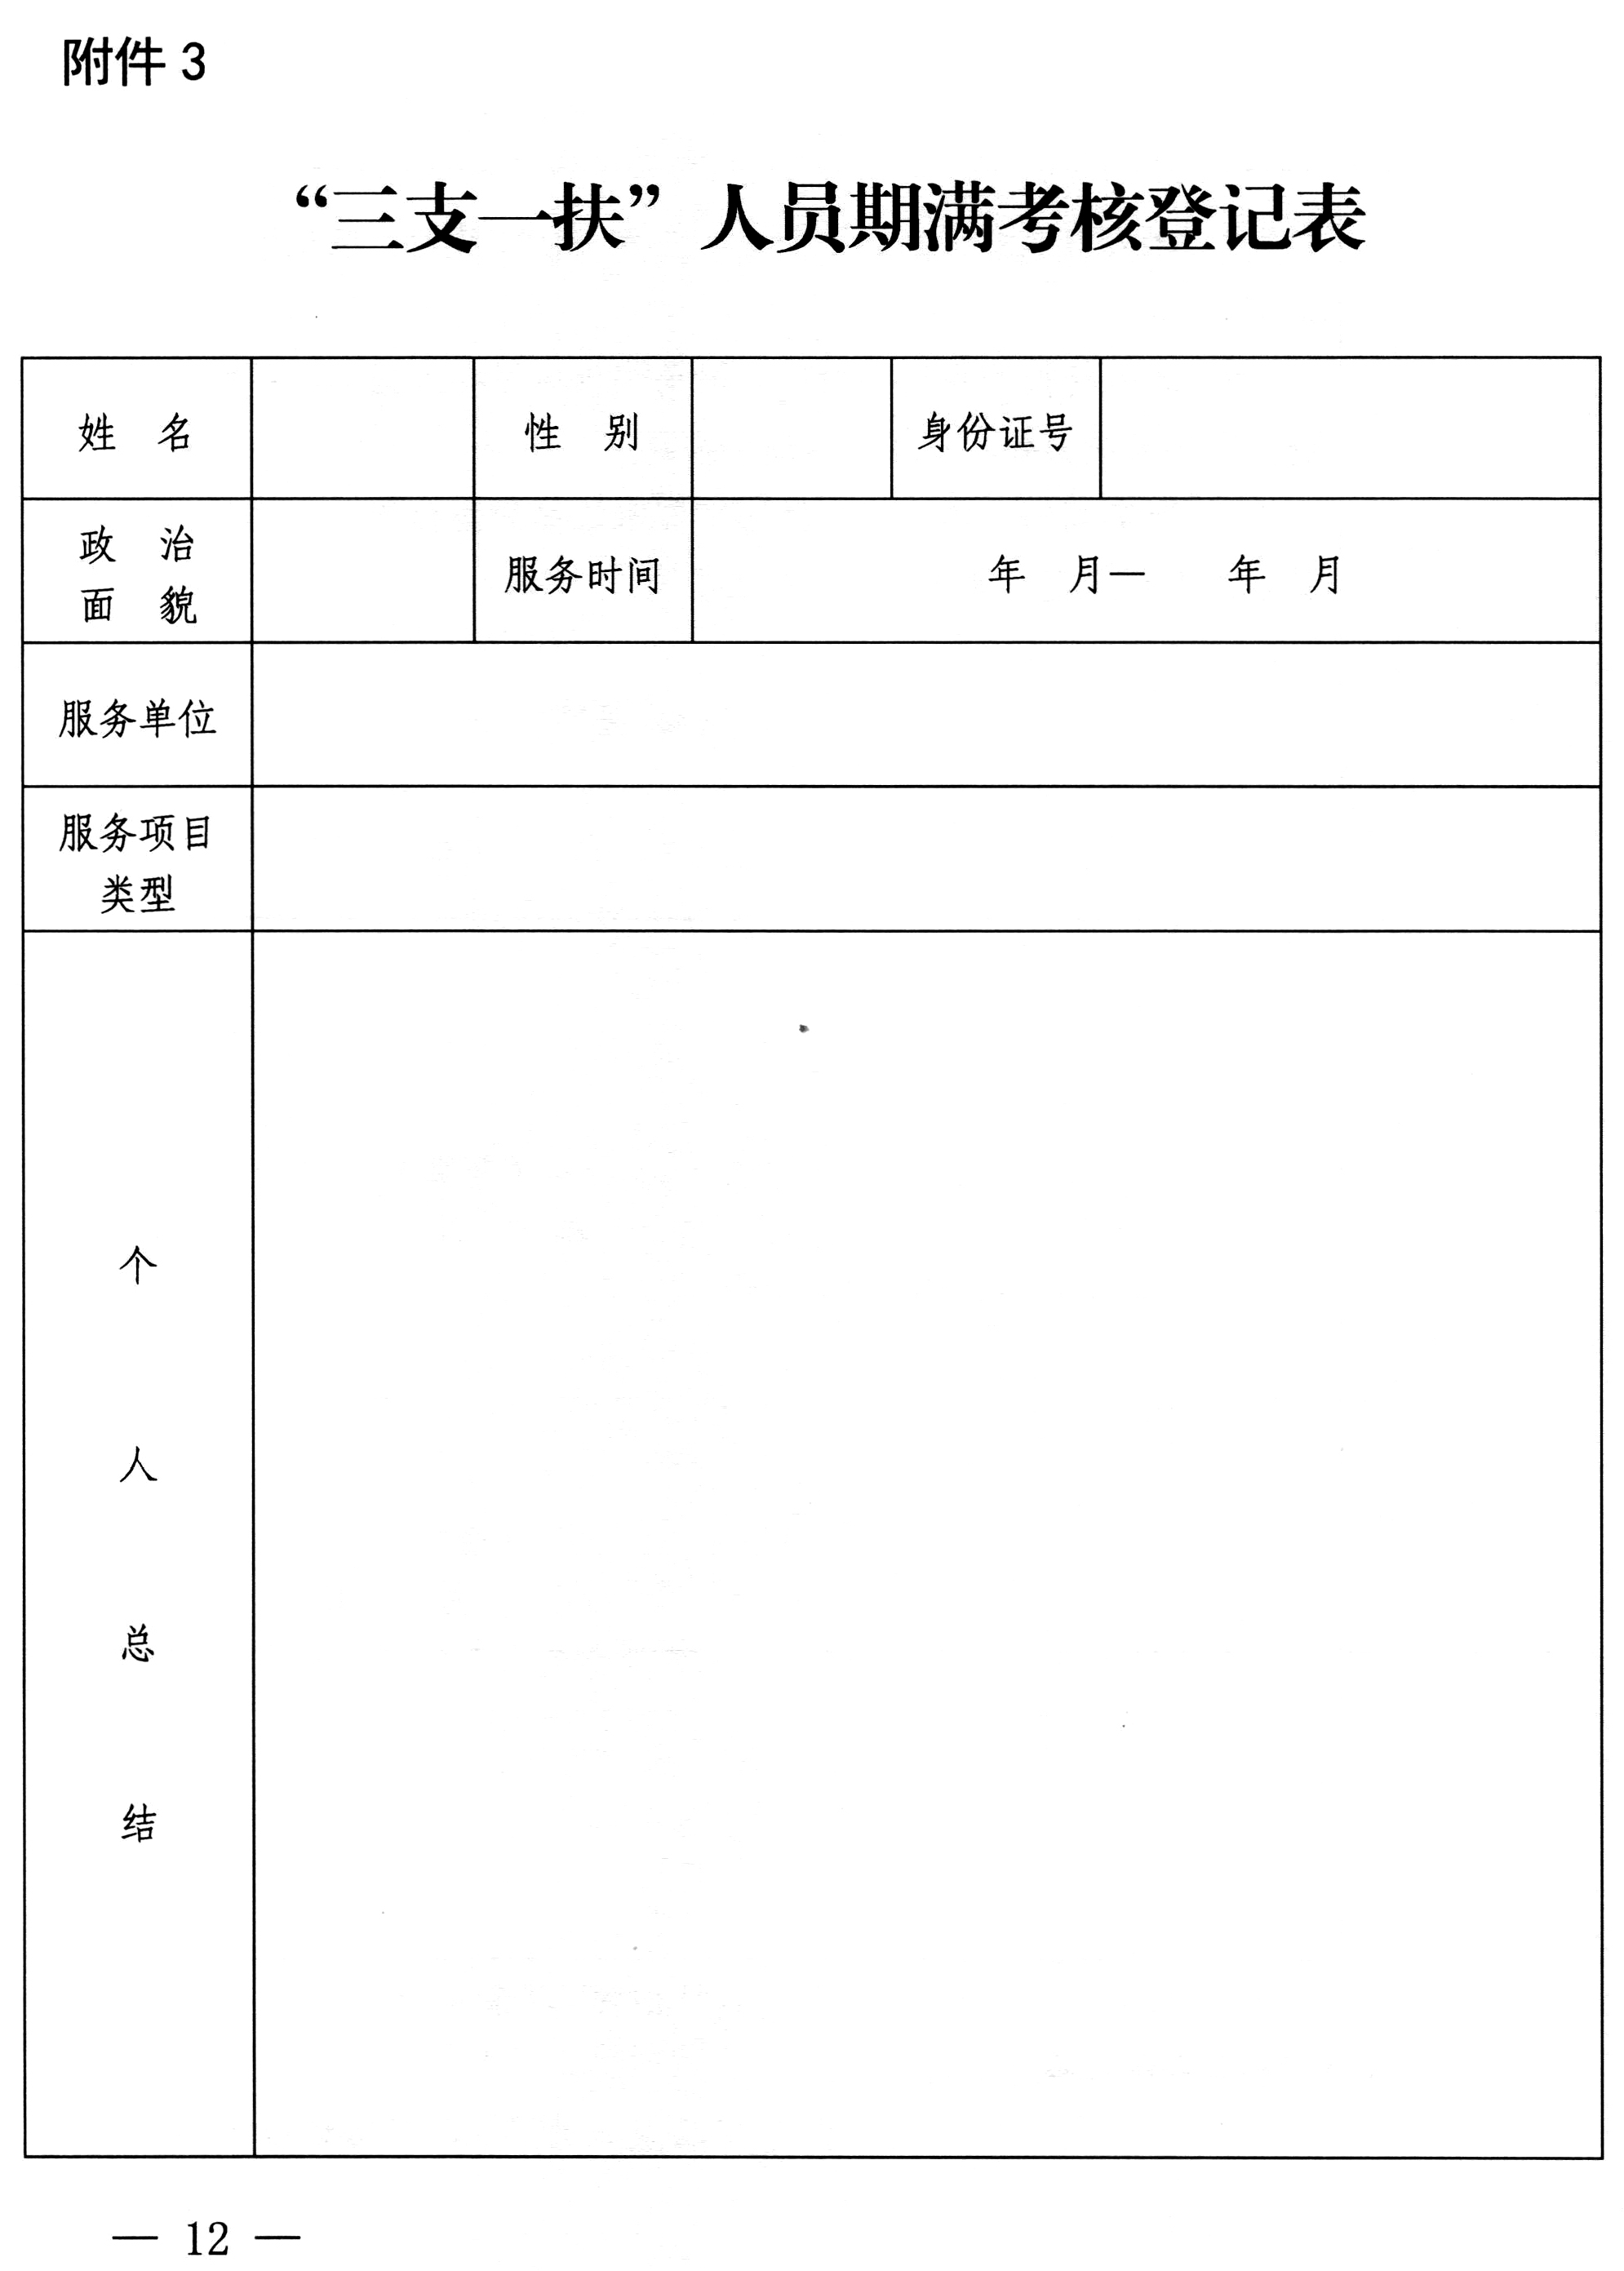 附件 3
“三支一扶”人员期满考核登记表
姓 名 性 别 身份证号
政 治
面 貌
服务时间 年 月— 年 月
服务单位
服务项目
类型
个
人
总
结
— 12 —